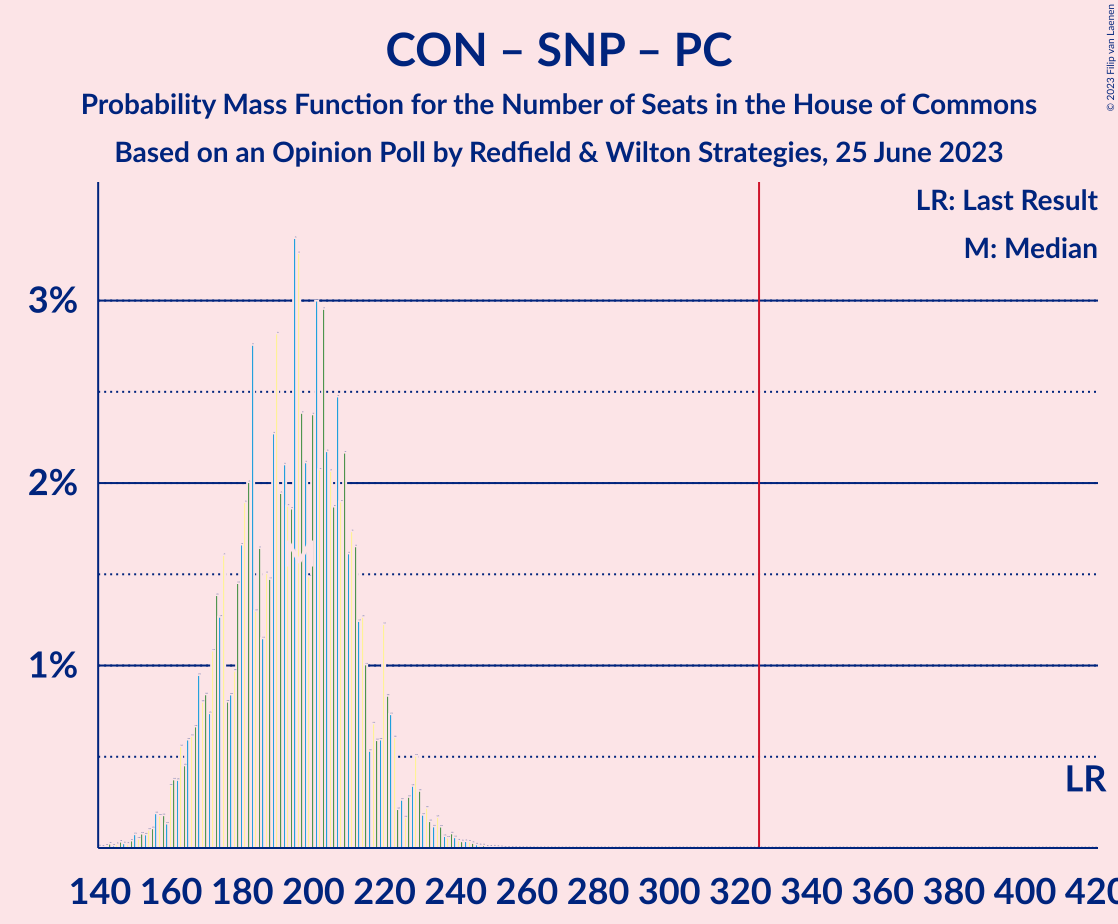 CON – SNP – PC
Probability Mass Function for the Number of Seats in the House of Commons
Based on an Opinion Poll by Redfield & Wilton Strategies, 25 June 2023
© 2023 Filip van Laenen
LR: Last Result
M: Median
3%
2%
1%
LR
140 160 180 200 220 240 260 280 300 320 340 360 380 400 420